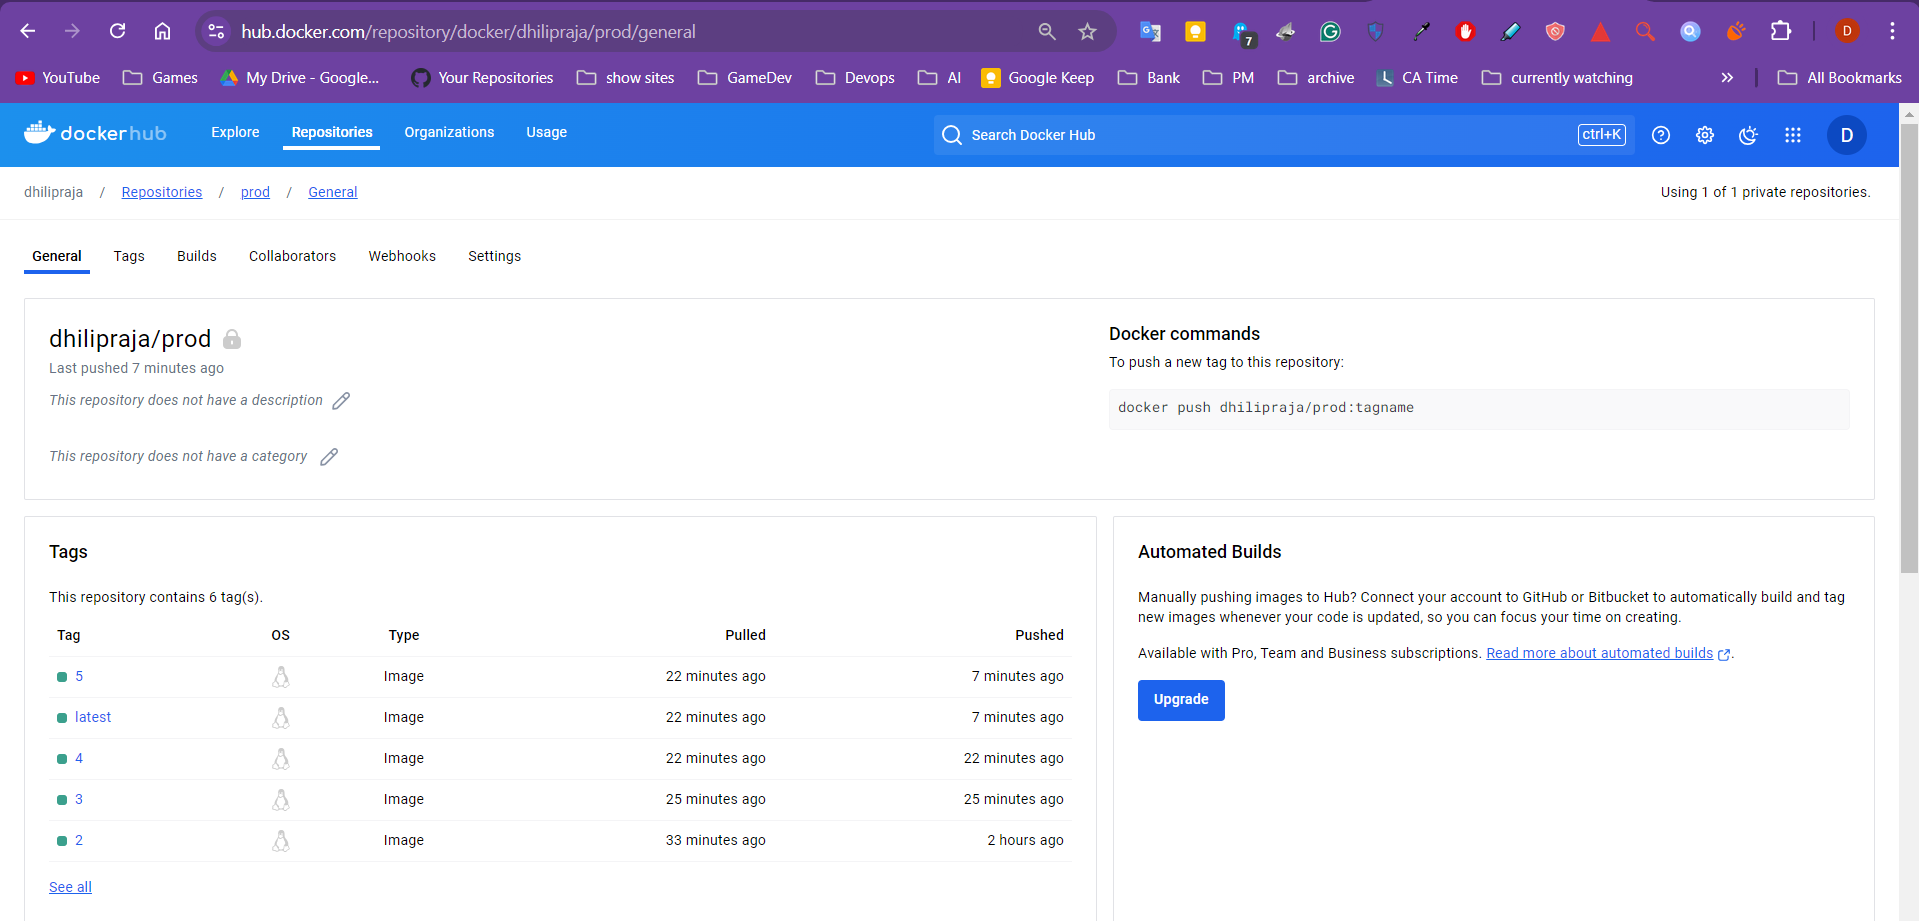 hub.docker.com/repository/docker/dhilipraja/prod/general
7
D
YouTube Games My Drive - Google... Your Repositories show sites GameDev Devops AI Google Keep Bank PM archive CA Time currently watching » All Bookmarks
dockerhub Explore Repositories Organizations Usage Search Docker Hub ctrl+K D
dhilipraja / Repositories / prod / General Using 1 of 1 private repositories.
General Tags Builds Collaborators Webhooks Settings
dhilipraja/prod
Last pushed 7 minutes ago
This repository does not have a description
This repository does not have a category
Docker commands
To push a new tag to this repository:
docker push dhilipraja/prod:tagname
Tags
This repository contains 6 tag(s).
Tag OS Type Pulled Pushed
5 Image 22 minutes ago 7 minutes ago
latest Image 22 minutes ago 7 minutes ago
4 Image 22 minutes ago 22 minutes ago
3 Image 25 minutes ago 25 minutes ago
2 Image 33 minutes ago 2 hours ago
See all
Automated Builds
Manually pushing images to Hub? Connect your account to GitHub or Bitbucket to automatically build and tag
new images whenever your code is updated, so you can focus your time on creating.
Available with Pro, Team and Business subscriptions. Read more about automated builds.
Upgrade